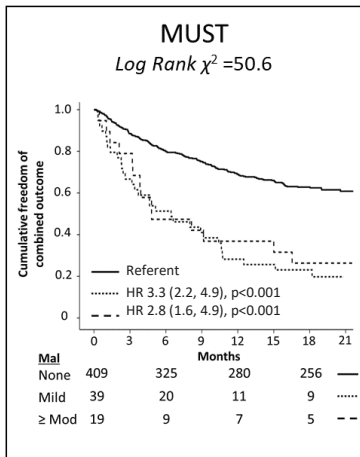 MUST
Log Rank χ² =50.6
Cumulative freedom of
combined outcome
1.0
0.8
0.6
0.4
0.2
0
Referent
HR 3.3 (2.2, 4.9), p<0.001
HR 2.8 (1.6, 4.9), p<0.001
0 3 6 9 12 15 18 21
Mal Months
None 409 325 280 256
Mild 39 20 11 9
≥ Mod 19 9 7 5